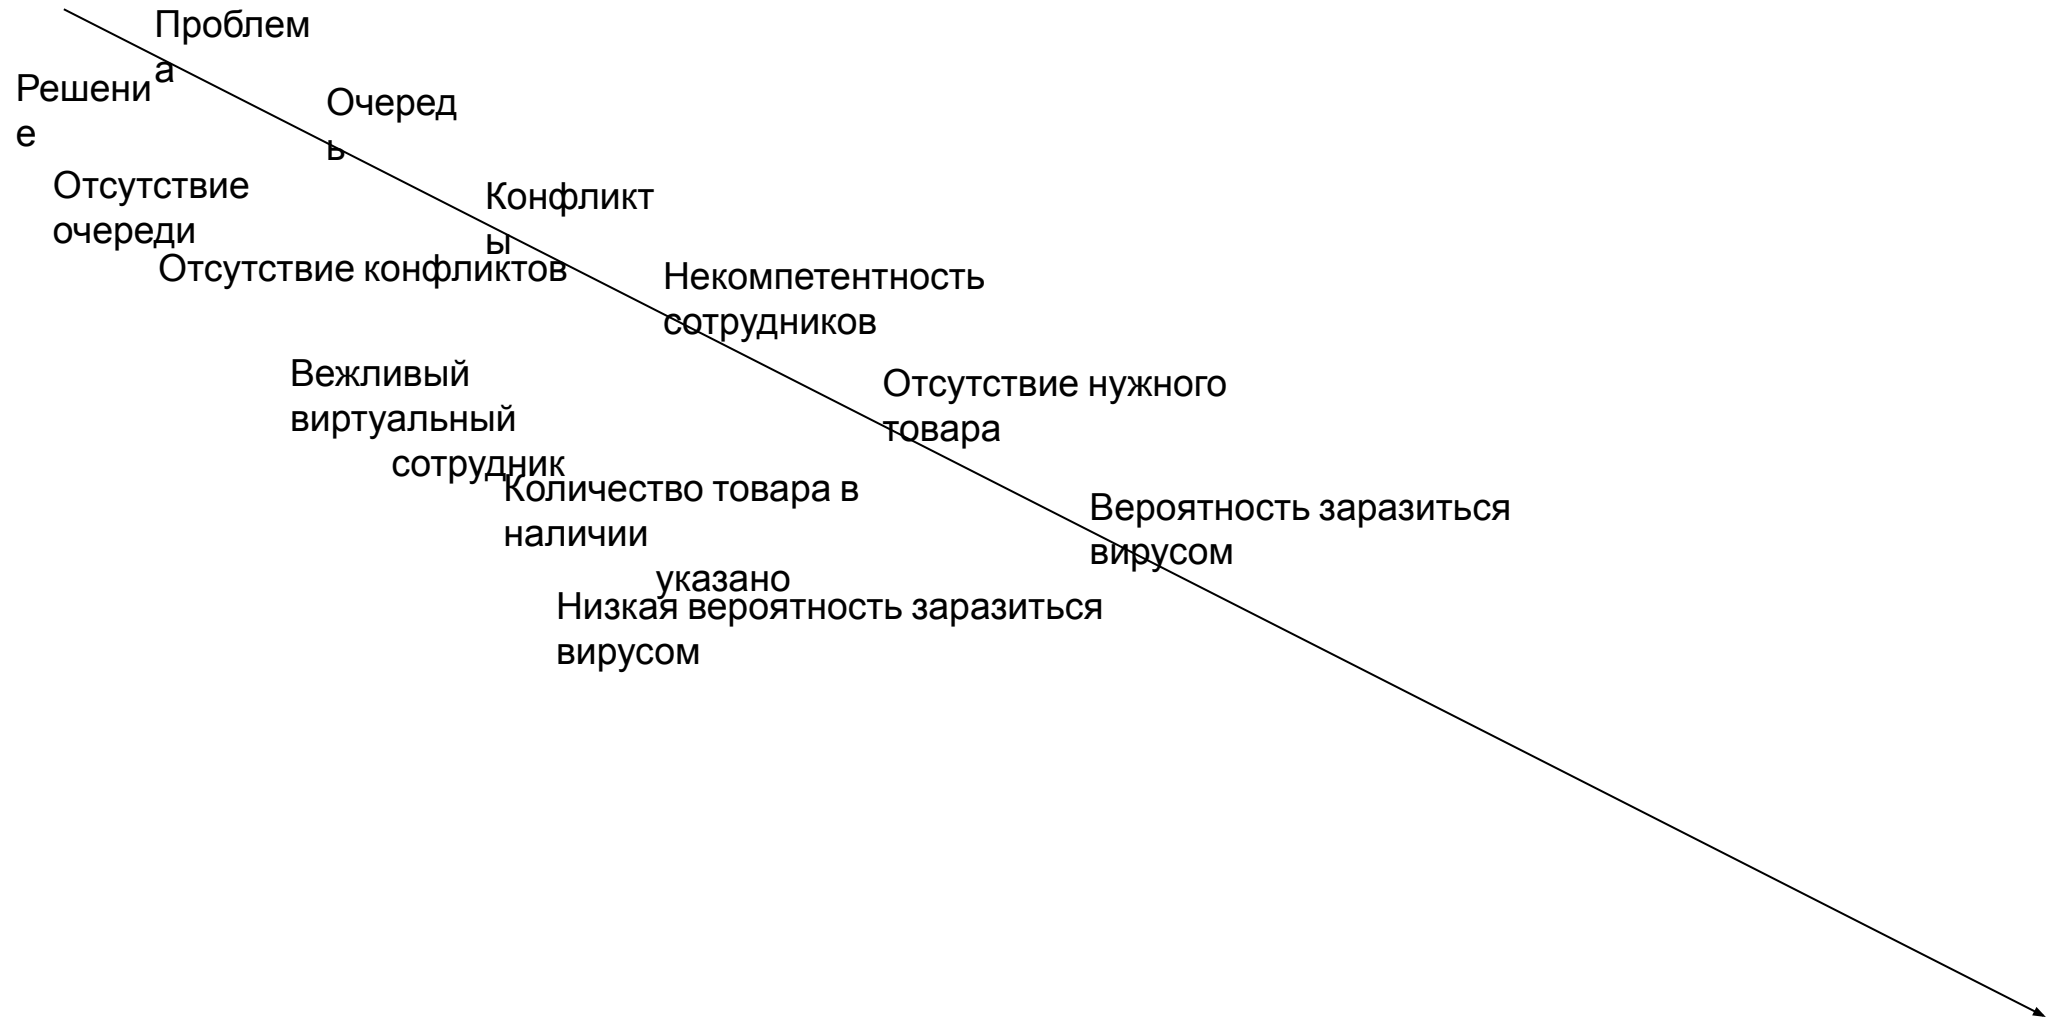 Проблем
а
Решени
е
Очеред
ь
Отсутствие
очереди
Конфликт
ы
Отсутствие конфликтов
Некомпетентность
сотрудников
Вежливый
виртуальный
сотрудник
Отсутствие нужного
товара
Количество товара в
наличии
указано
Вероятность заразиться
вирусом
Низкая вероятность заразиться
вирусом